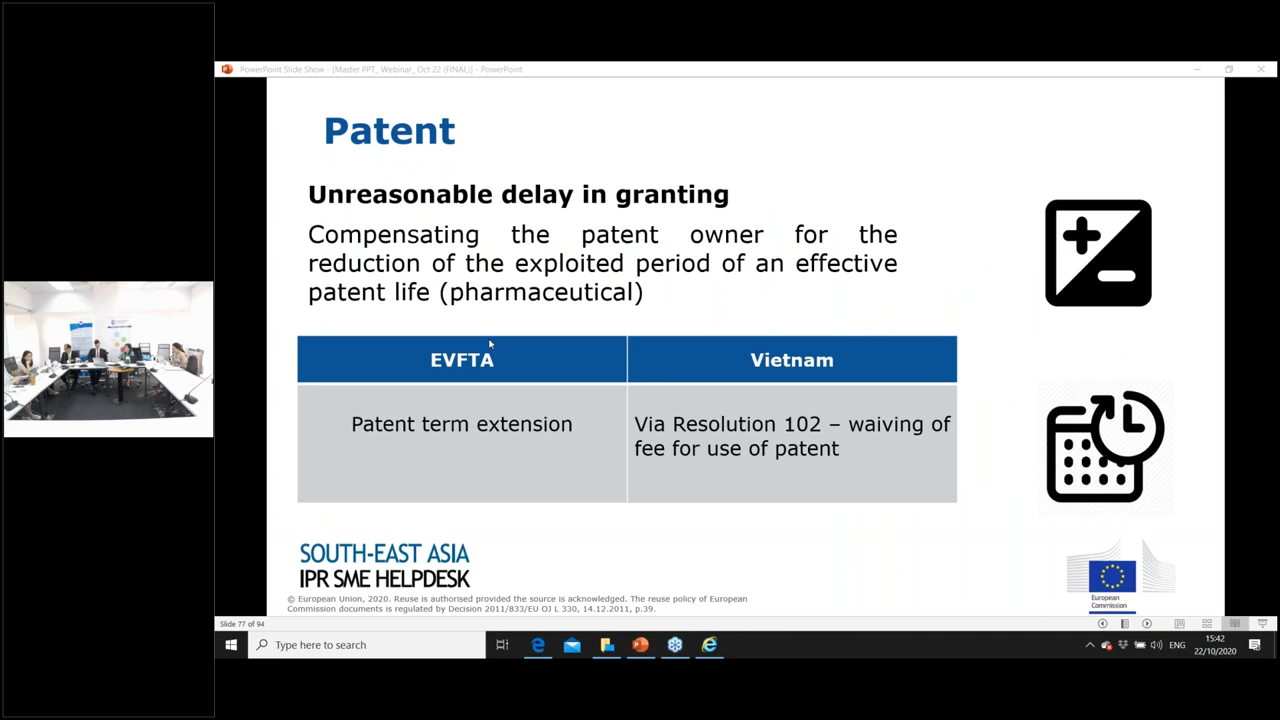 PowerPoint Slide Show - [Master PPT_ Webinar_ Oct 22 (FINAL)] - PowerPoint
Patent
Unreasonable delay in granting
Compensating the patent owner for the
reduction of the exploited period of an effective
patent life (pharmaceutical)
EVFTA
Vietnam
Patent term extension
Via Resolution 102 – waiving of
fee for use of patent
SOUTH-EAST ASIA
IPR SME HELPDESK
European
Commission
© European Union, 2020. Reuse is authorised provided the source is acknowledged. The reuse policy of European
Commission documents is regulated by Decision 2011/833/EU OJ L 330, 14.12.2011, p.39.
Slide 77 of 94
Type here to search
ENG
15:42
22/10/2020